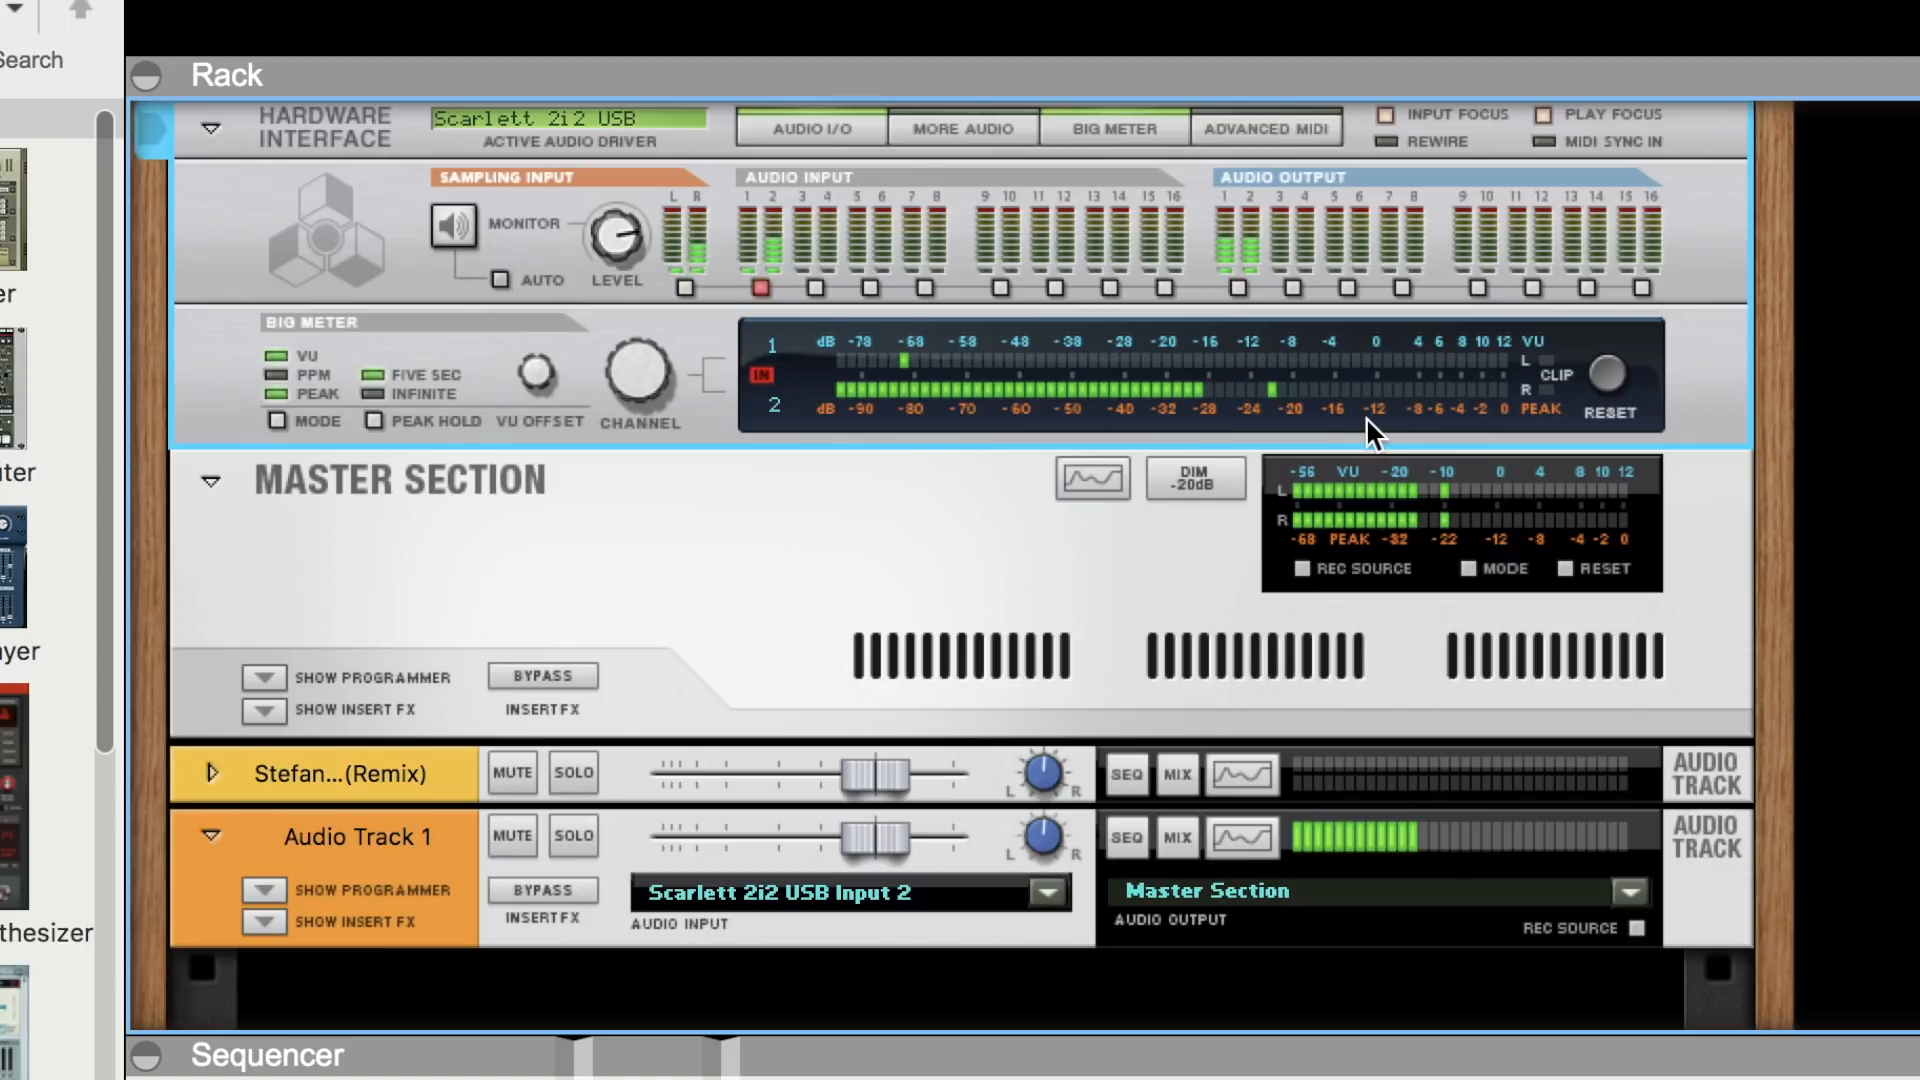 Search
Rack
HARDWARE
INTERFACE
Scarlett 2i2 USB
ACTIVE AUDIO DRIVER
AUDIO I/O
MORE AUDIO
BIG METER
ADVANCED MIDI
INPUT FOCUS
PLAY FOCUS
REWIRE
MIDI SYNC IN
SAMPLING INPUT
AUDIO INPUT
AUDIO OUTPUT
L R
1 2 3 4 5 6 7 8 9 10 11 12 13 14 15 16
1 2 3 4 5 6 7 8 9 10 11 12 13 14 15 16
MONITOR
AUTO
LEVEL
er
BIG METER
VU
PPM
PEAK
FIVE SEC
INFINITE
MODE
PEAK HOLD
VU OFFSET
CHANNEL
1
dB -78 -68 -58 -48 -38 -28 -20 -16 -12 -8 -4 0 4 6 8 10 12 VU
L
IN
CLIP
R
2
dB -90 -80 -70 -60 -50 -40 -32 -28 -24 -20 -16 -12 -8 -6 -4 -2 0 PEAK
RESET
uter
MASTER SECTION
DIM
-20dB
-56 VU -20 -10 0 4 8 10 12
L
R
-68 PEAK -32 -22 -12 -8 -4 -2 0
REC SOURCE
MODE
RESET
ayer
SHOW PROGRAMMER
BYPASS
SHOW INSERT FX
INSERT FX
Stefan...(Remix)
MUTE
SOLO
L R
SEQ
MIX
AUDIO
TRACK
Audio Track 1
MUTE
SOLO
L R
SEQ
MIX
AUDIO
TRACK
SHOW PROGRAMMER
BYPASS
Scarlett 2i2 USB Input 2
Master Section
SHOW INSERT FX
INSERT FX
AUDIO INPUT
AUDIO OUTPUT
REC SOURCE
thesizer
Sequencer